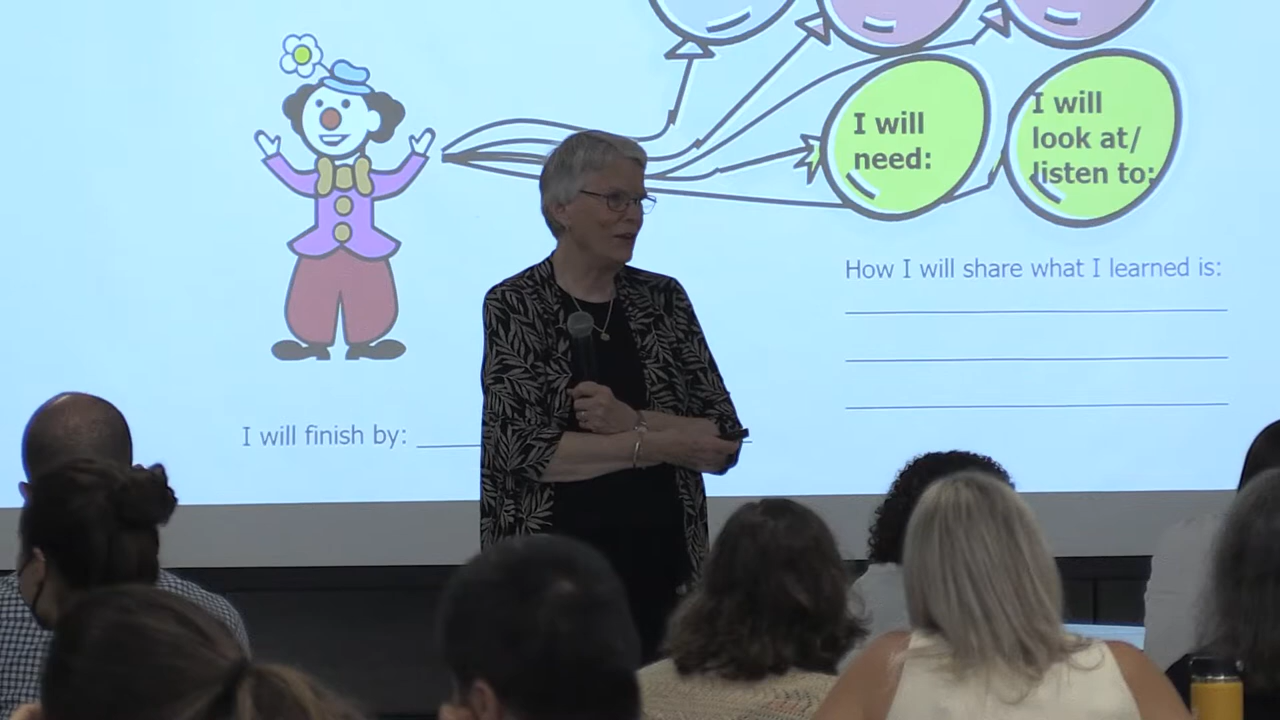 I will
need:
I will
look at/
listen to:
How I will share what I learned is:
I will finish by: